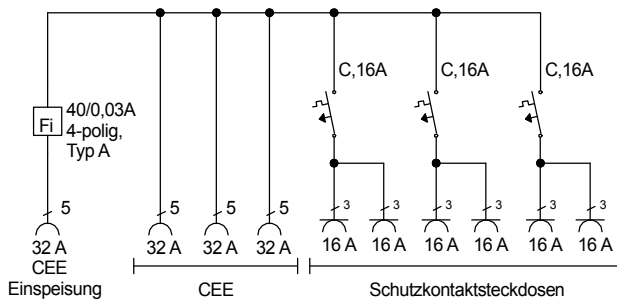 C,16A
C,16A
C,16A
Fi
40/0,03A
4-polig,
Typ A
5
5
5
5
3
3
3
3
3
3
32 A
32 A
32 A
32 A
16 A
16 A
16 A
16 A
16 A
16 A
CEE
Einspeisung
CEE
Schutzkontaktsteckdosen